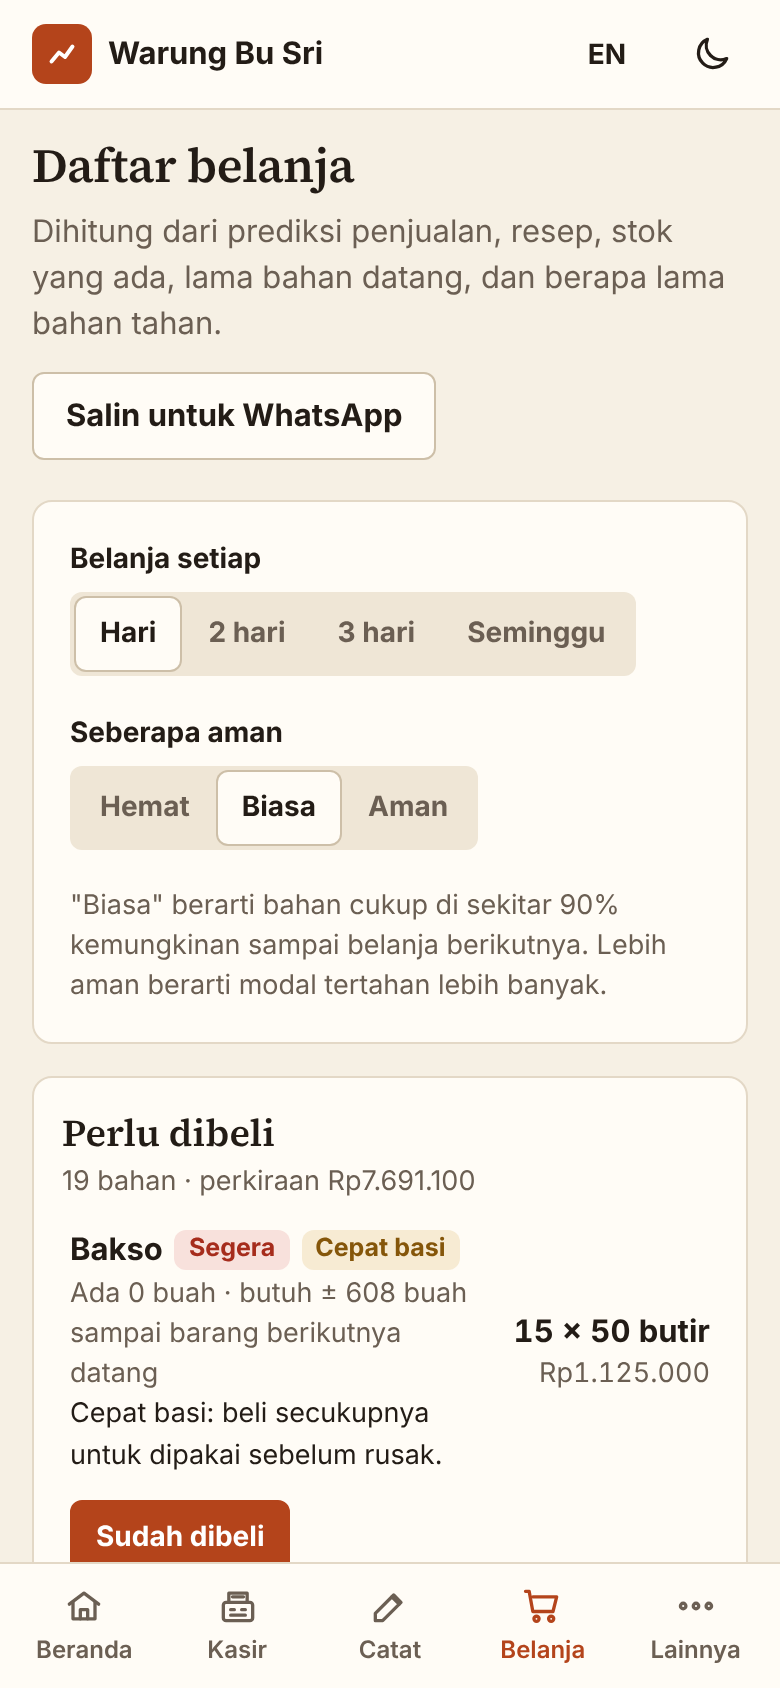 Warung Bu Sri
EN
Daftar belanja
Dihitung dari prediksi penjualan, resep, stok
yang ada, lama bahan datang, dan berapa lama
bahan tahan.
Salin untuk WhatsApp
Belanja setiap
Hari
2 hari
3 hari
Seminggu
Seberapa aman
Hemat
Biasa
Aman
"Biasa" berarti bahan cukup di sekitar 90%
kemungkinan sampai belanja berikutnya. Lebih
aman berarti modal tertahan lebih banyak.
Perlu dibeli
19 bahan · perkiraan Rp7.691.100
Bakso
Segera
Cepat basi
Ada 0 buah · butuh ± 608 buah
sampai barang berikutnya
datang
Cepat basi: beli secukupnya
untuk dipakai sebelum rusak.
15 × 50 butir
Rp1.125.000
Sudah dibeli
Beranda
Kasir
Catat
Belanja
Lainnya